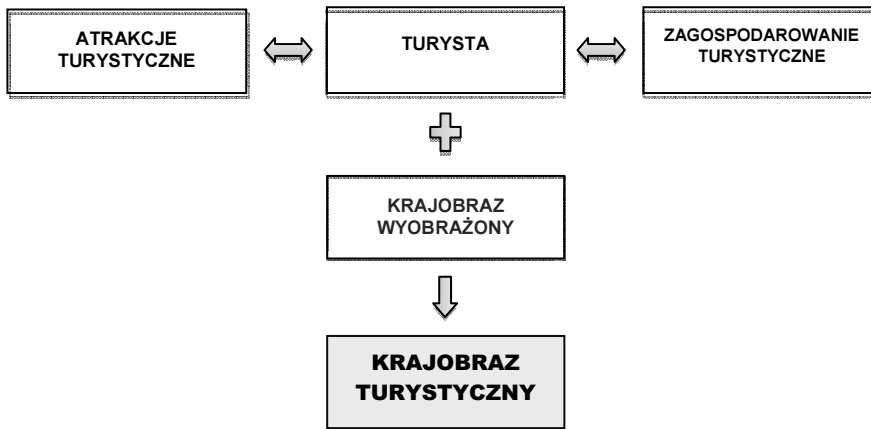 ATRAKCJE
TURYSTYCZNE
TURYSTA
ZAGOSPODAROWANIE
TURYSTYCZNE
KRAJOBRAZ
WYOBRAŻONY
KRAJOBRAZ
TURYSTYCZNY